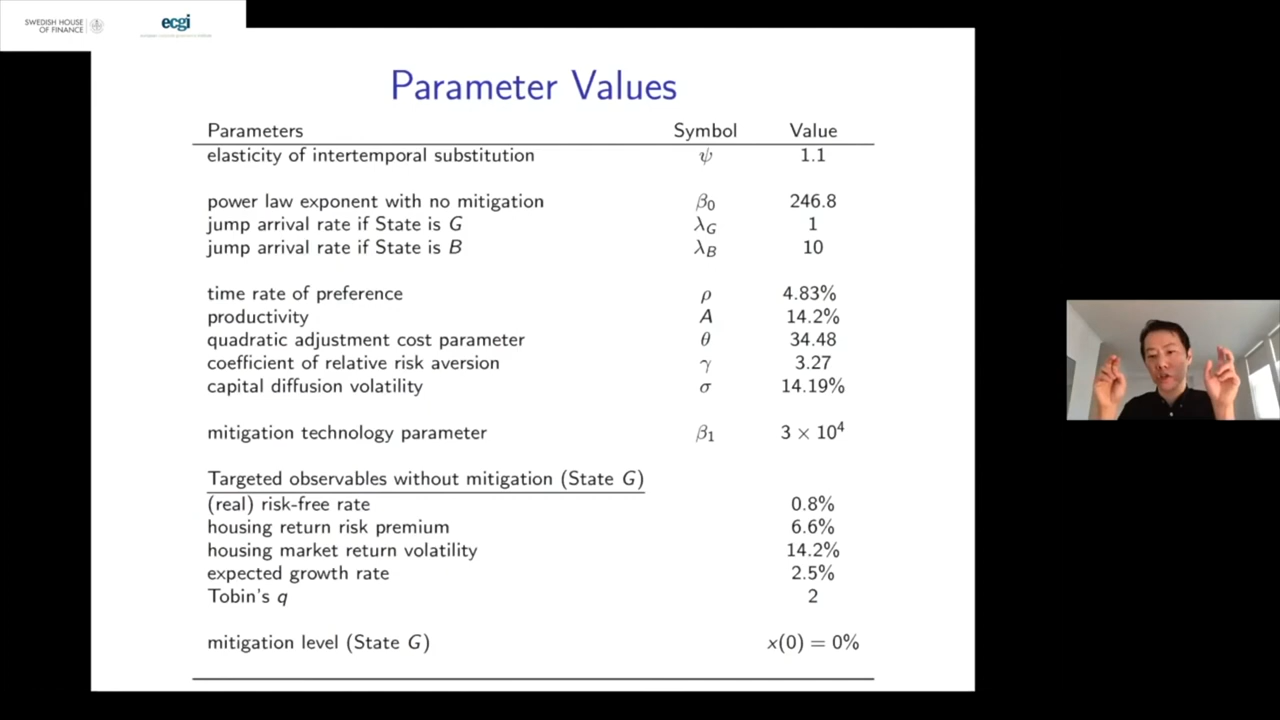 SWEDISH HOUSE
OF FINANCE
ecgi
Parameter Values
Parameters Symbol Value
elasticity of intertemporal substitution ψ 1.1
power law exponent with no mitigation β₀ 246.8
jump arrival rate if State is G λ_G 1
jump arrival rate if State is B λ_B 10
time rate of preference ρ 4.83%
productivity A 14.2%
quadratic adjustment cost parameter θ 34.48
coefficient of relative risk aversion γ 3.27
capital diffusion volatility σ 14.19%
mitigation technology parameter β₁ 3 × 10⁴
Targeted observables without mitigation (State G)
(real) risk-free rate 0.8%
housing return risk premium 6.6%
housing market return volatility 14.2%
expected growth rate 2.5%
Tobin's q 2
mitigation level (State G) x(0) = 0%